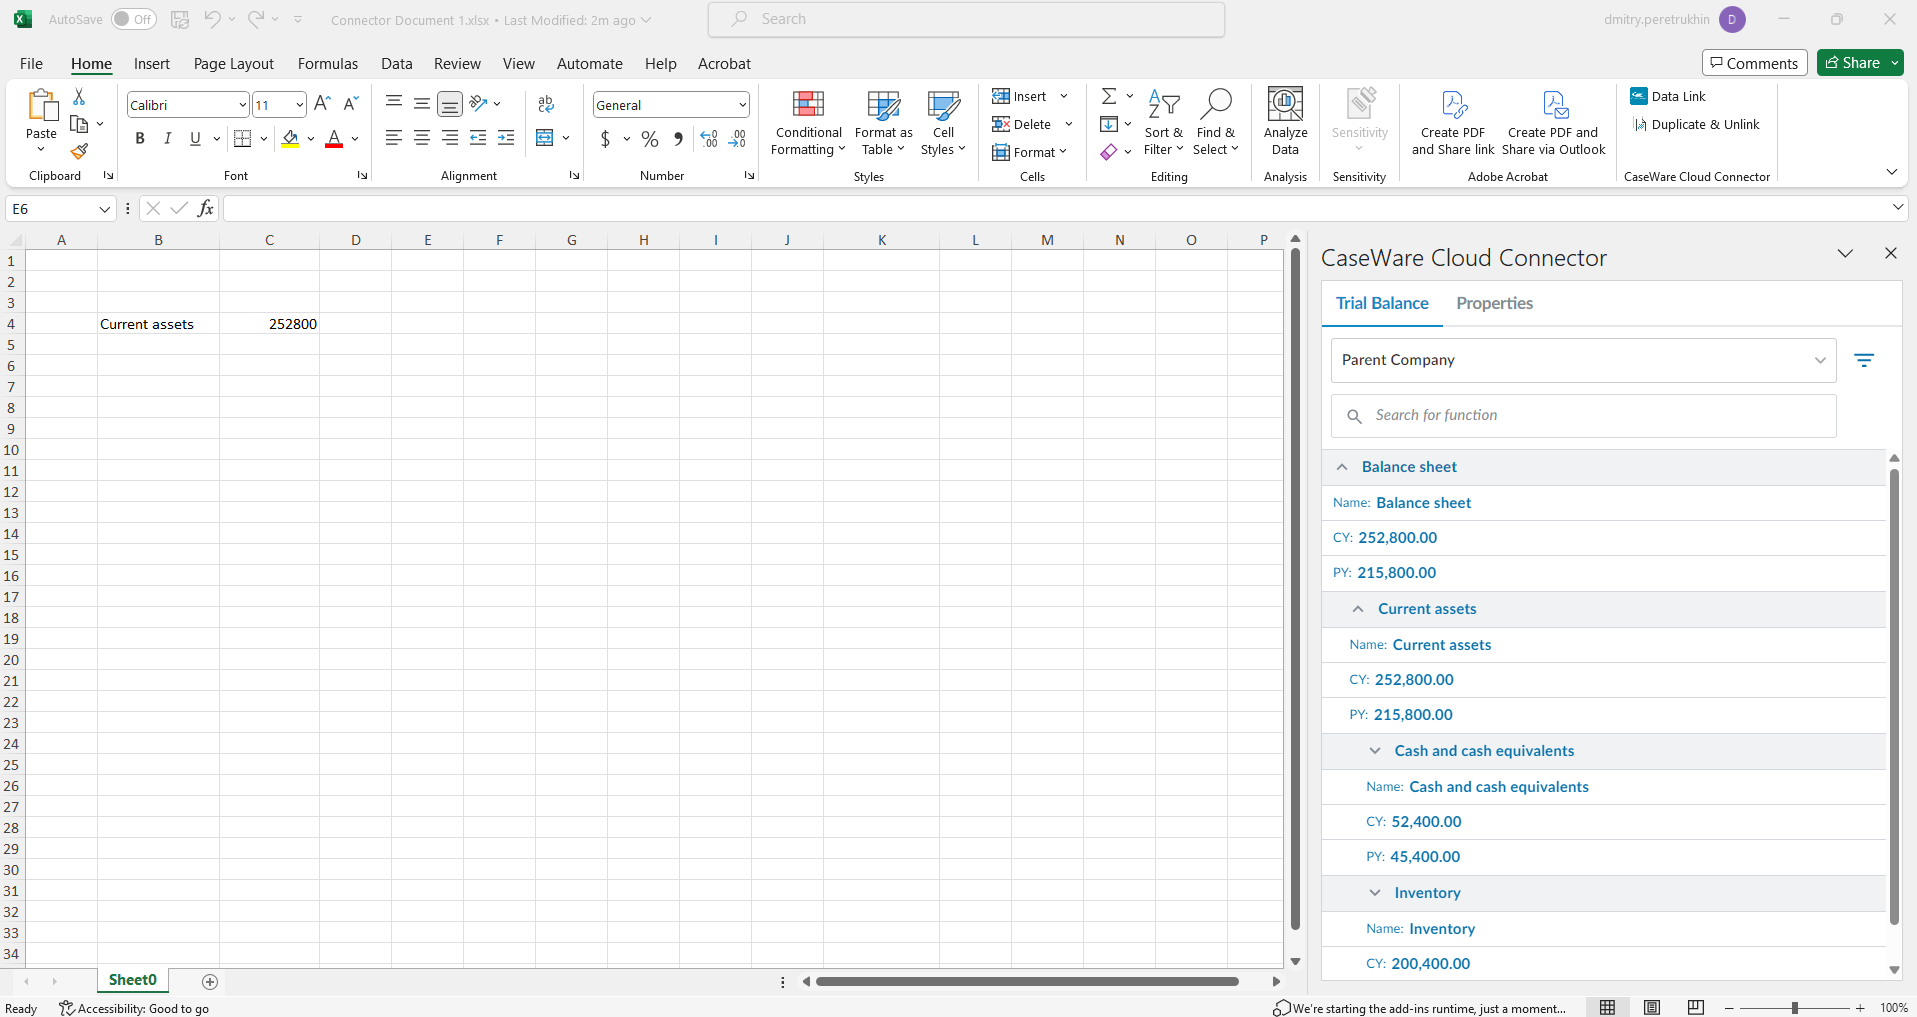 AutoSave Off Connector Document 1.xlsx • Last Modified: 2m ago Search dmitry.peretrukhin D
File Home Insert Page Layout Formulas Data Review View Automate Help Acrobat Comments Share
Paste Calibri 11 B I U A General $ % Conditional Formatting Format as Table Cell Styles Insert Delete Format Sort & Filter Find & Select Analyze Data Sensitivity Create PDF and Share link Create PDF and Share via Outlook Data Link Duplicate & Unlink
Clipboard Font Alignment Number Styles Cells Editing Analysis Sensitivity Adobe Acrobat CaseWare Cloud Connector
E6 fx
A B C D E F G H I J K L M N O P
1
2
3
4 Current assets 252800
5
6
7
8
9
10
11
12
13
14
15
16
17
18
19
20
21
22
23
24
25
26
27
28
29
30
31
32
33
34
Sheet0
CaseWare Cloud Connector
Trial Balance Properties
Parent Company
Search for function
Balance sheet
Name: Balance sheet
CY: 252,800.00
PY: 215,800.00
Current assets
Name: Current assets
CY: 252,800.00
PY: 215,800.00
Cash and cash equivalents
Name: Cash and cash equivalents
CY: 52,400.00
PY: 45,400.00
Inventory
Name: Inventory
CY: 200,400.00
Ready Accessibility: Good to go We're starting the add-ins runtime, just a moment... 100%